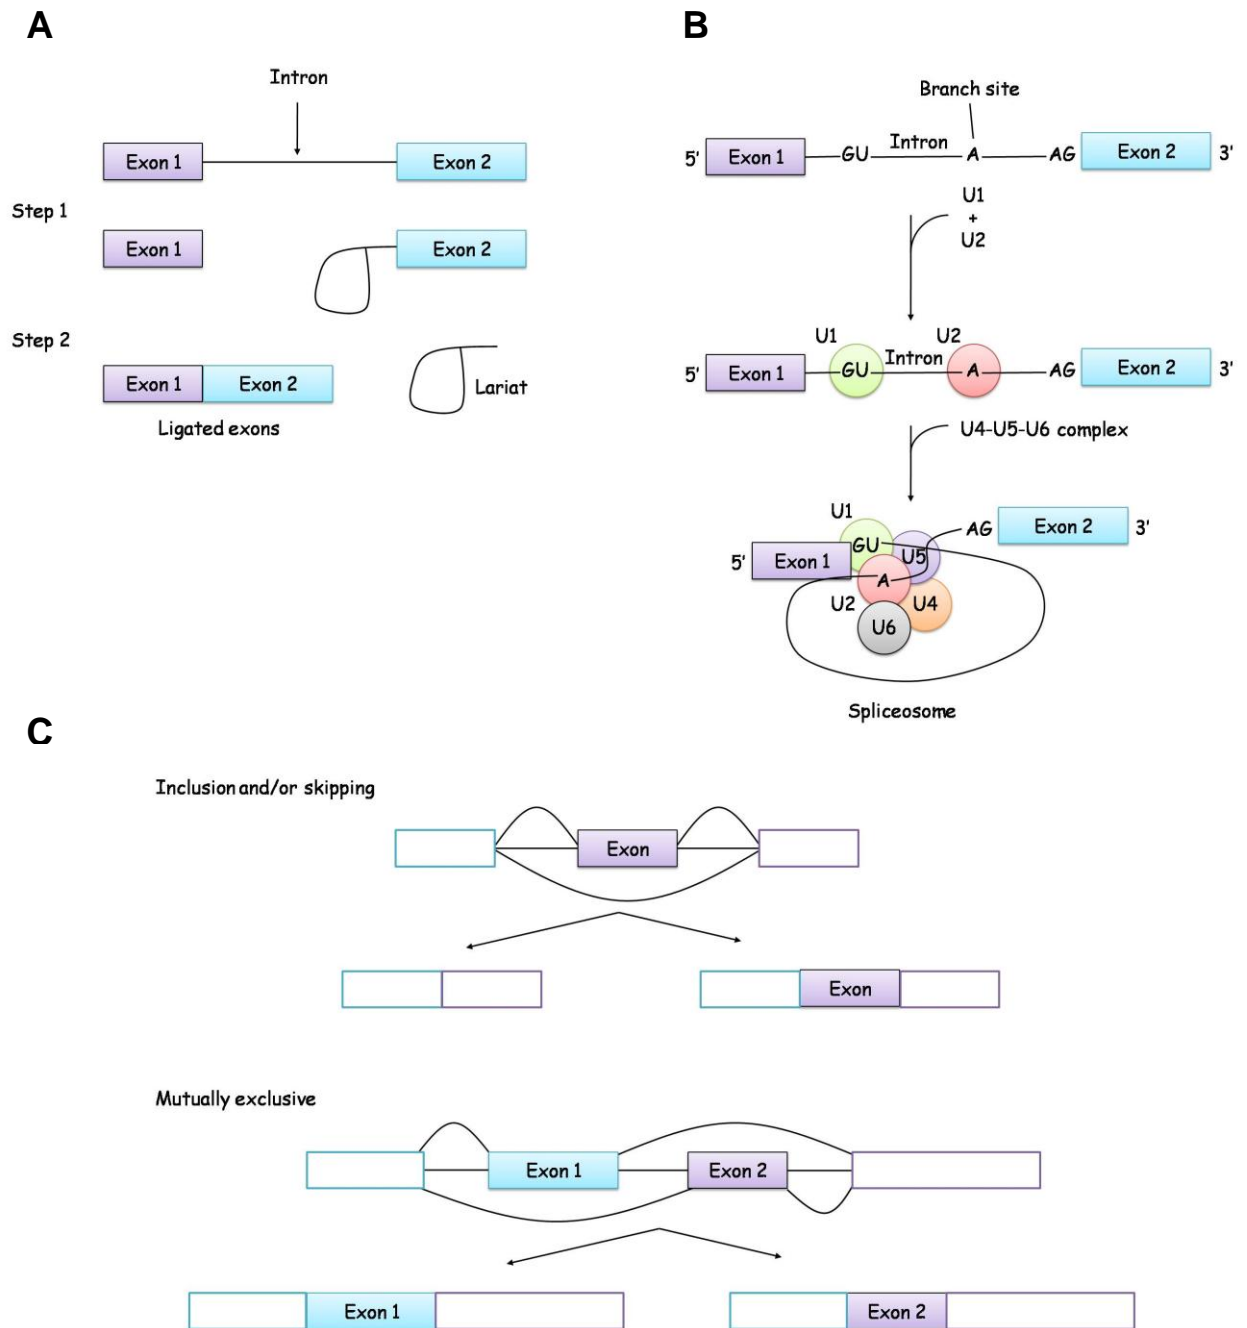 A
Intron
Exon 1
Exon 2
Step 1
Exon 1
Exon 2
Step 2
Exon 1
Exon 2
Lariat
Ligated exons
B
Branch site
5' Exon 1 GU Intron A AG Exon 2 3'
U1
+
U2
U1 U2
5' Exon 1 GU Intron A AG Exon 2 3'
U4-U5-U6 complex
U1
AG Exon 2 3'
5' Exon 1 GU U5
A
U2 U4
U6
Spliceosome
C
Inclusion and/or skipping
Exon
Exon
Mutually exclusive
Exon 1 Exon 2
Exon 1
Exon 2